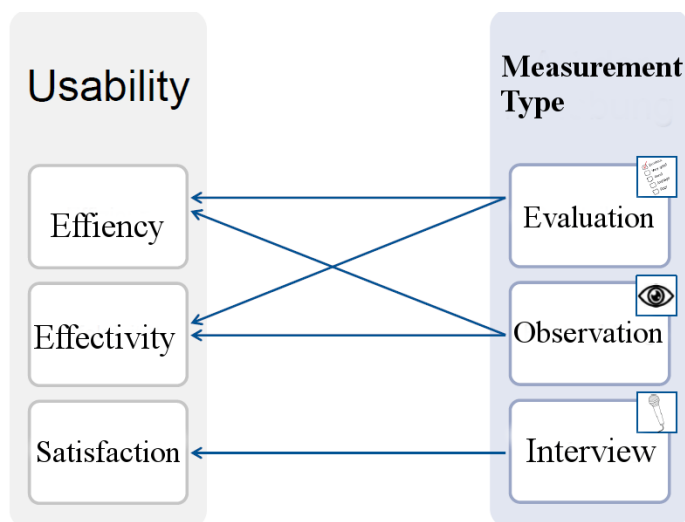 Usability
Measurement
Type
Effiency
Evaluation
Effectivity
Observation
Satisfaction
Interview